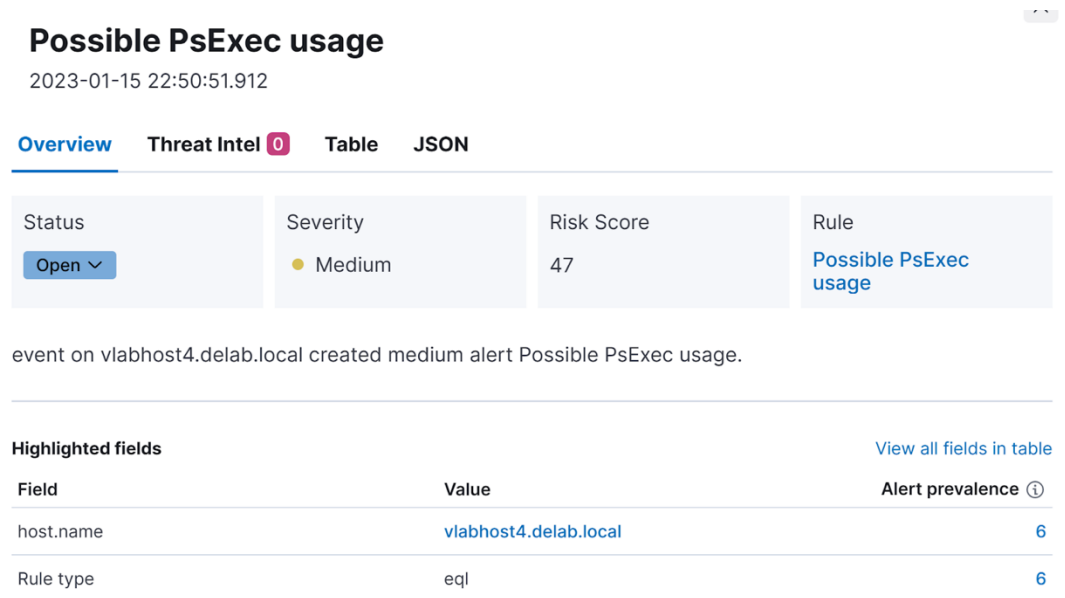 Possible PsExec usage
2023-01-15 22:50:51.912
Overview Threat Intel 0 Table JSON
Status Severity Risk Score Rule
Open Medium 47 Possible PsExec
usage
event on vlabhost4.delab.local created medium alert Possible PsExec usage.
Highlighted fields View all fields in table
Field Value Alert prevalence
host.name vlabhost4.delab.local 6
Rule type eql 6